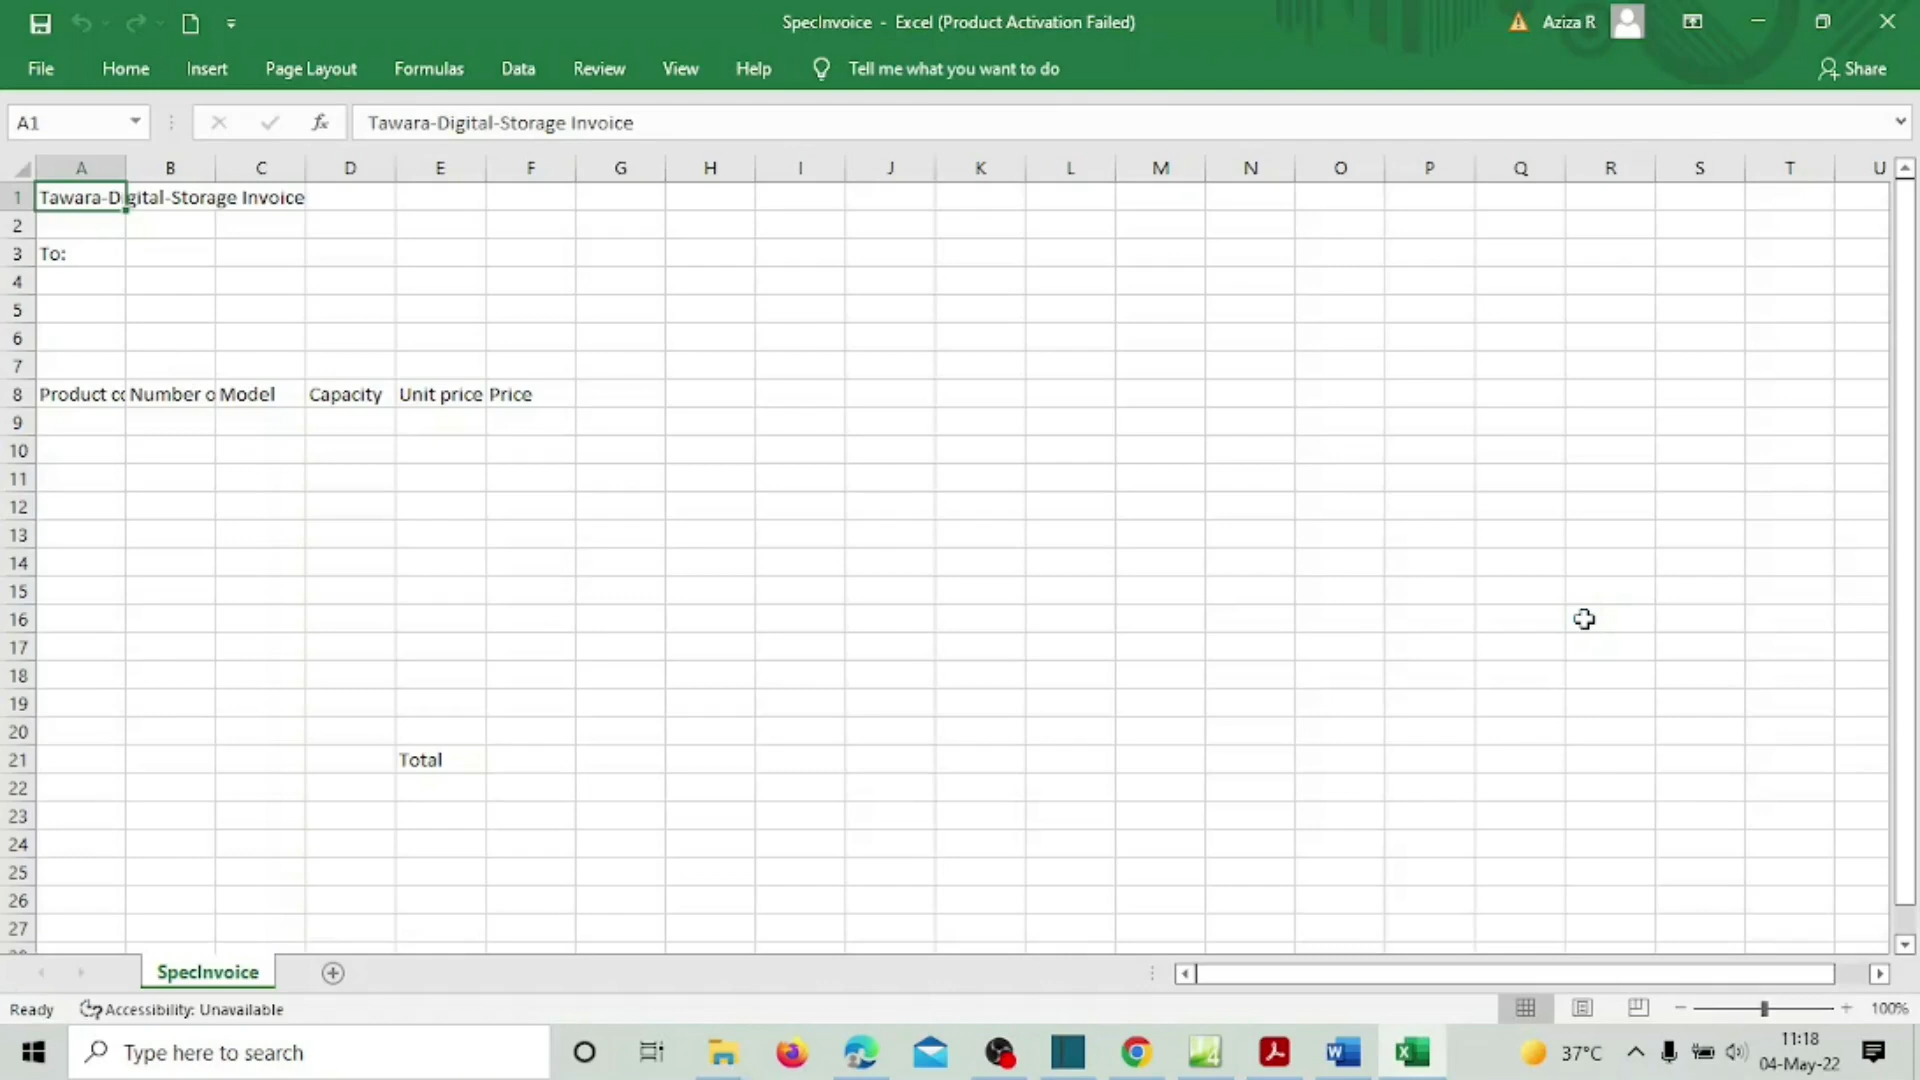 SpecInvoice - Excel (Product Activation Failed)
Aziza R
File Home Insert Page Layout Formulas Data Review View Help Tell me what you want to do
Share
A1 fx Tawara-Digital-Storage Invoice
A B C D E F G H I J K L M N O P Q R S T U
1 Tawara-Digital-Storage Invoice
2
3 To:
4
5
6
7
8 Product co Number o Model Capacity Unit price Price
9
10
11
12
13
14
15
16
17
18
19
20
21 Total
22
23
24
25
26
27
SpecInvoice
Ready Accessibility: Unavailable
100%
Type here to search
37°C
11:18
04-May-22